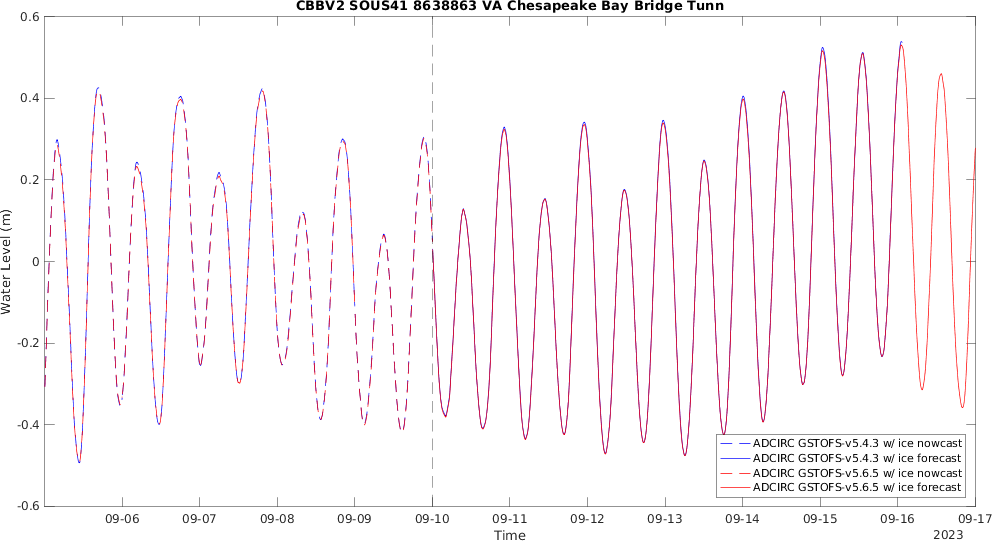 CBBV2 SOUS41 8638863 VA Chesapeake Bay Bridge Tunn
0.6
0.4
0.2
0
-0.2
-0.4
-0.6
Water Level (m)
09-06 09-07 09-08 09-09 09-10 09-11 09-12 09-13 09-14 09-15 09-16 09-17
Time
2023
ADCIRC GSTOFS-v5.4.3 w/ ice nowcast
ADCIRC GSTOFS-v5.4.3 w/ ice forecast
ADCIRC GSTOFS-v5.6.5 w/ ice nowcast
ADCIRC GSTOFS-v5.6.5 w/ ice forecast